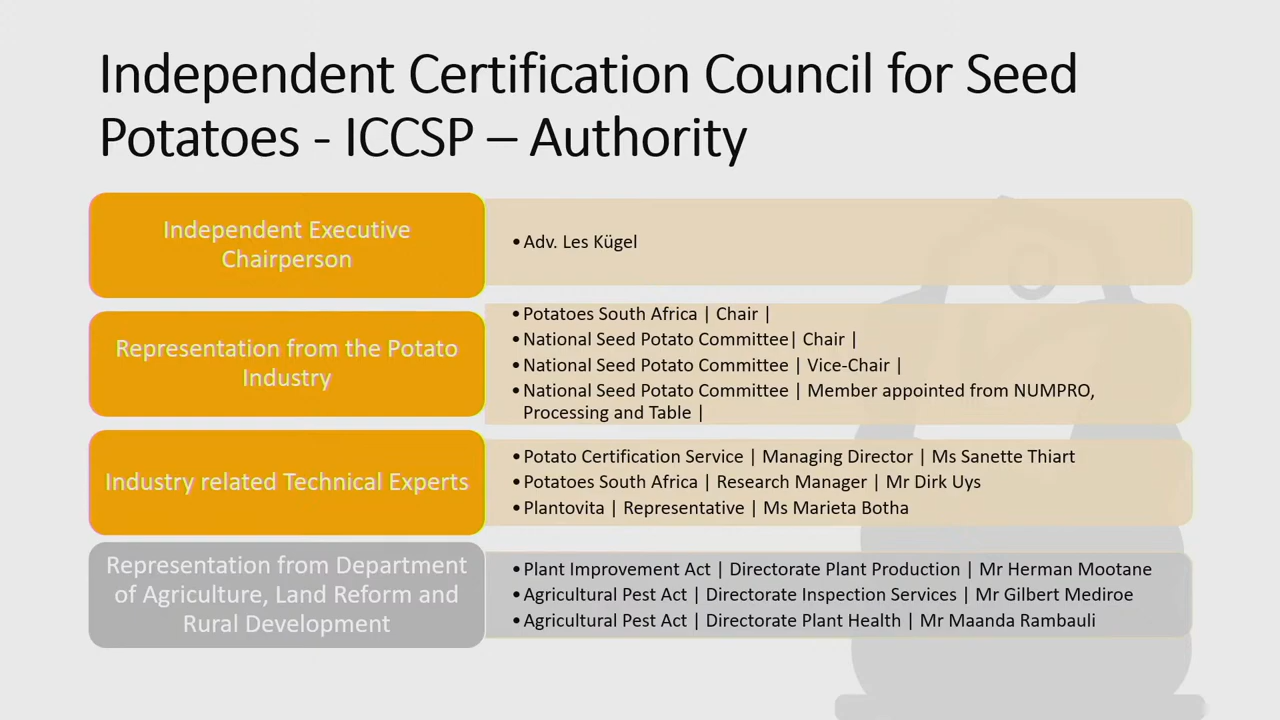 Independent Certification Council for Seed
Potatoes - ICCSP – Authority
Independent Executive
Chairperson
•Adv. Les Kügel
Representation from the Potato
Industry
•Potatoes South Africa | Chair |
•National Seed Potato Committee| Chair |
•National Seed Potato Committee | Vice-Chair |
•National Seed Potato Committee | Member appointed from NUMPRO,
Processing and Table |
Industry related Technical Experts
•Potato Certification Service | Managing Director | Ms Sanette Thiart
•Potatoes South Africa | Research Manager | Mr Dirk Uys
•Plantovita | Representative | Ms Marieta Botha
Representation from Department
of Agriculture, Land Reform and
Rural Development
•Plant Improvement Act | Directorate Plant Production | Mr Herman Mootane
•Agricultural Pest Act | Directorate Inspection Services | Mr Gilbert Mediroe
•Agricultural Pest Act | Directorate Plant Health | Mr Maanda Rambauli